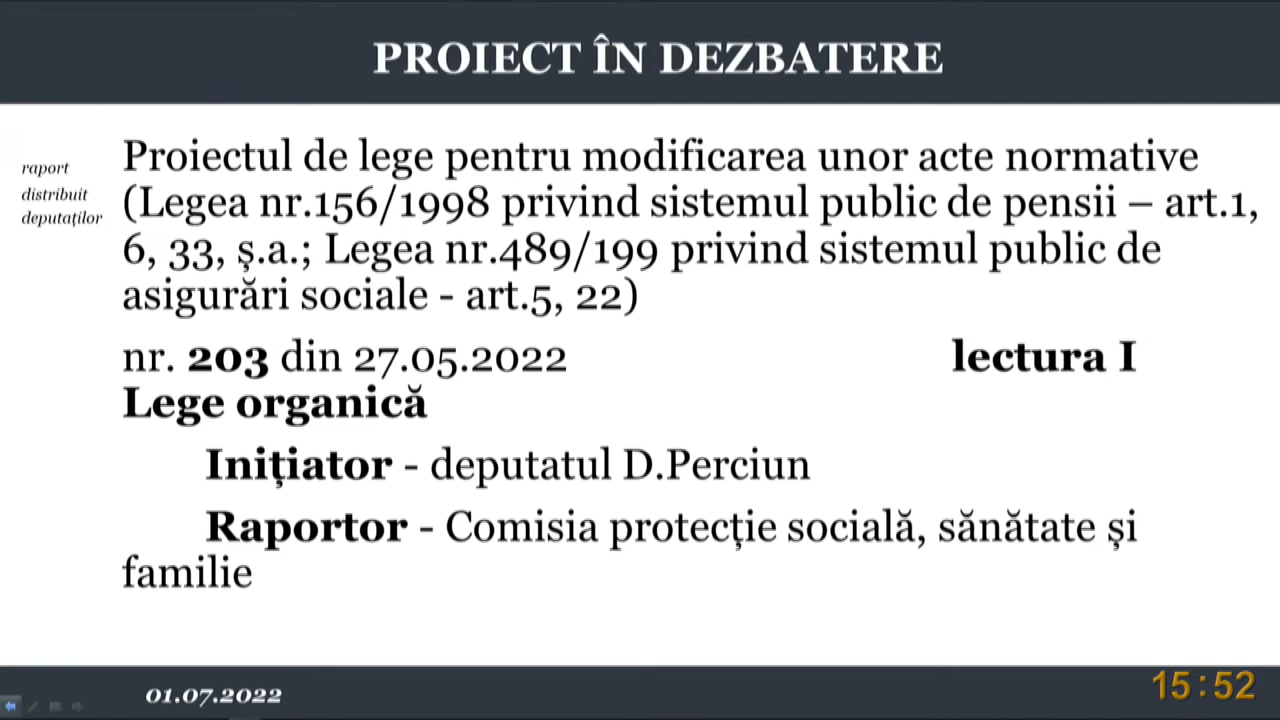 PROIECT ÎN DEZBATERE
raport
distribuit
deputaților
Proiectul de lege pentru modificarea unor acte normative
(Legea nr.156/1998 privind sistemul public de pensii – art.1,
6, 33, ș.a.; Legea nr.489/199 privind sistemul public de
asigurări sociale - art.5, 22)
nr. 203 din 27.05.2022 lectura I
Lege organică
Inițiator - deputatul D.Perciun
Raportor - Comisia protecție socială, sănătate și
familie
01.07.2022
15:52